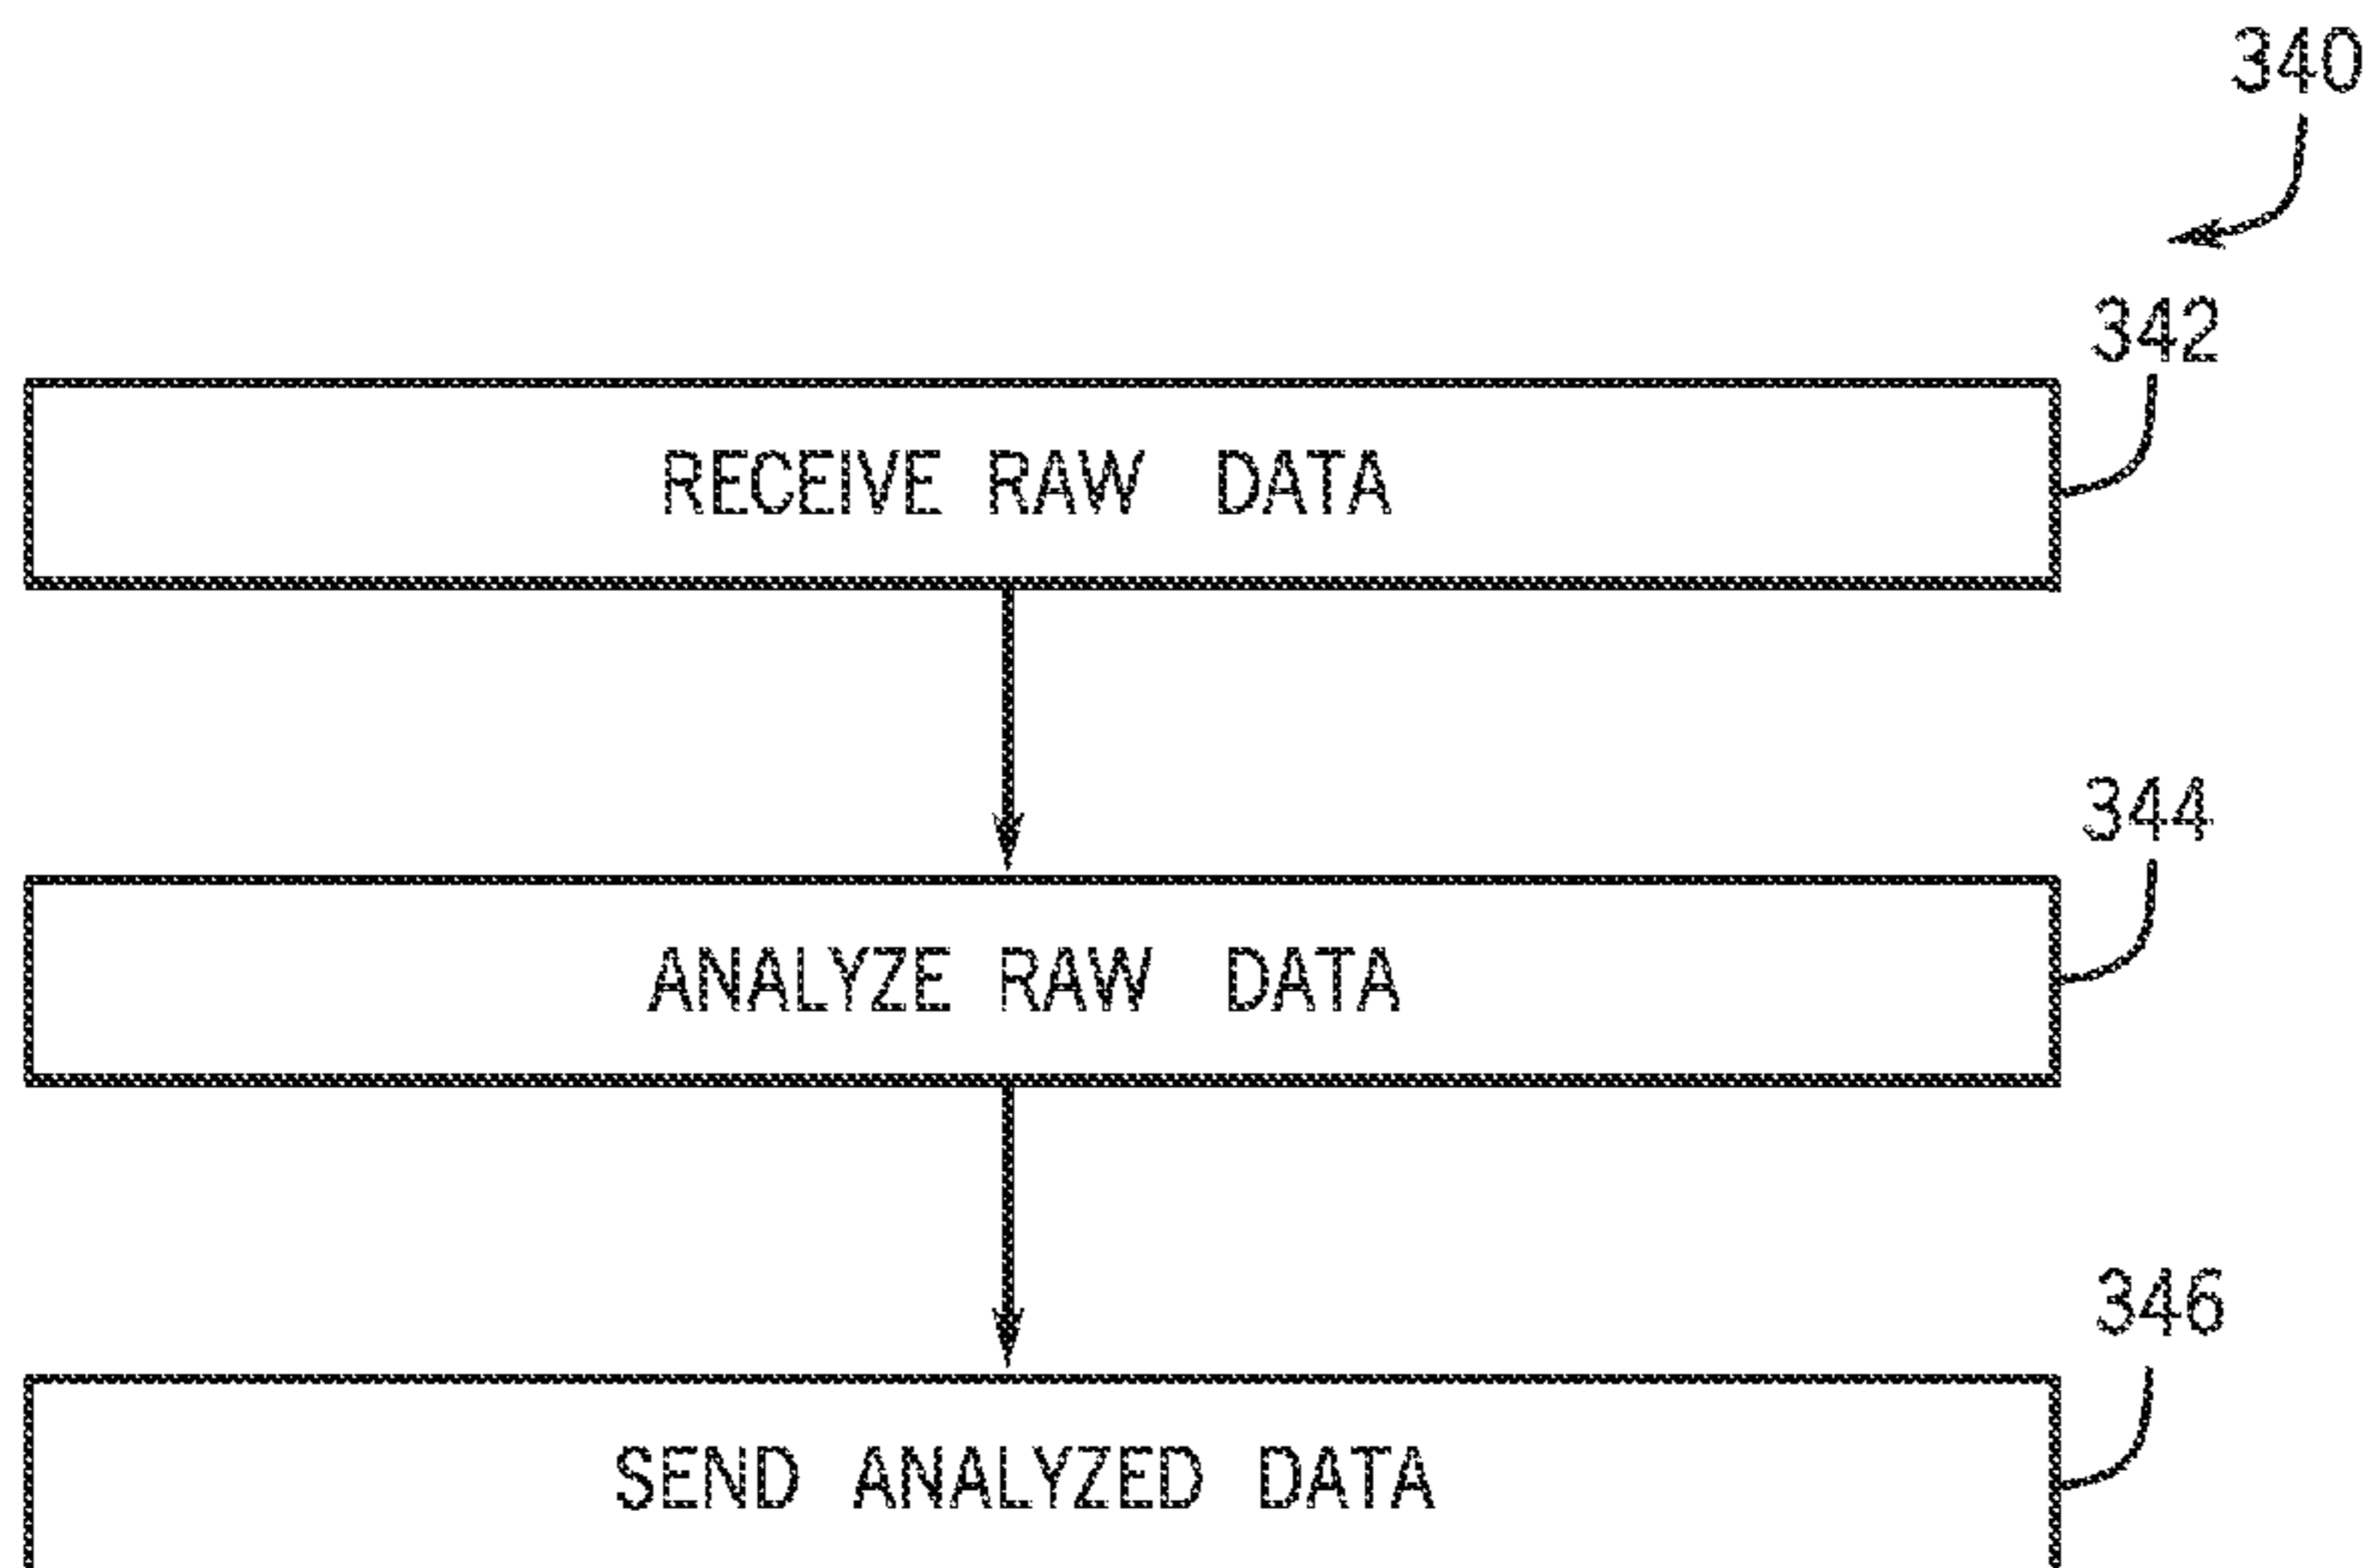 340
342
RECEIVE RAW DATA
344
ANALYZE RAW DATA
346
SEND ANALYZED DATA